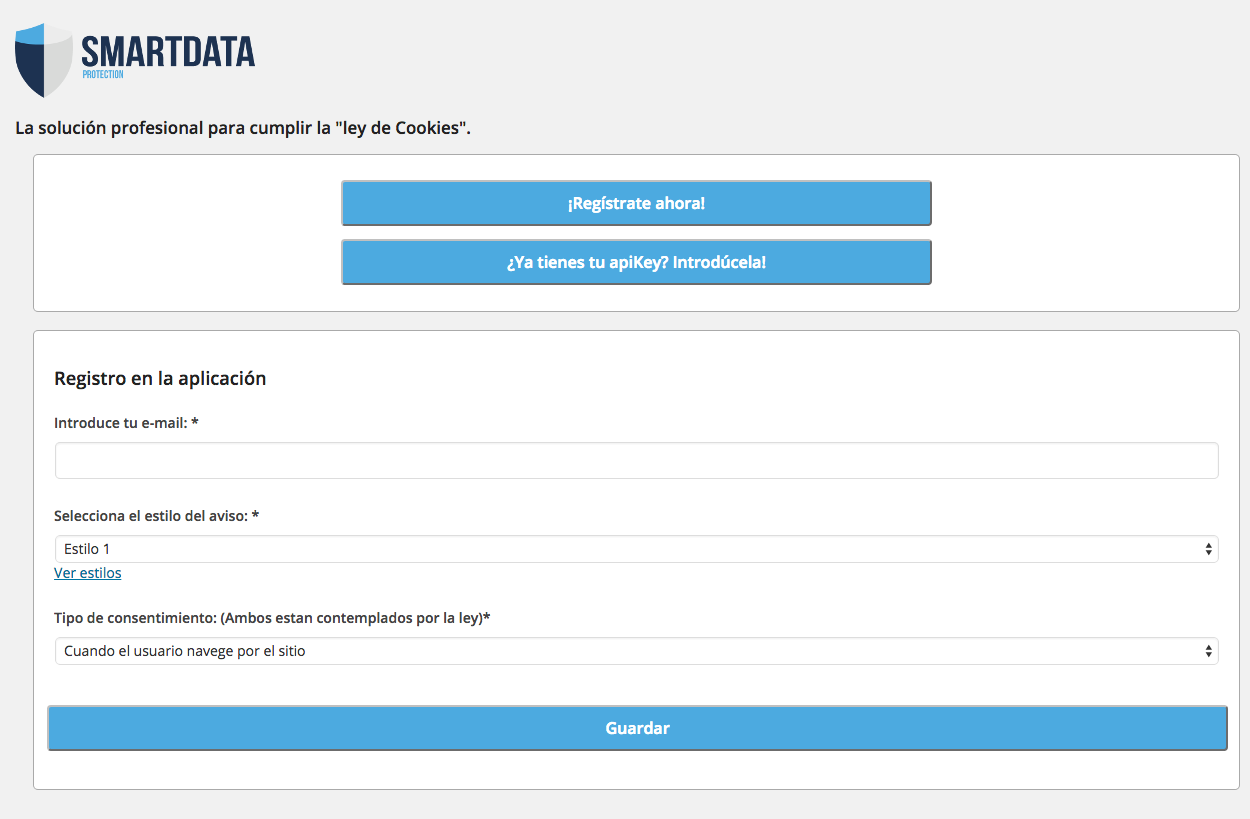 SMARTDATA
PROTECTION
La solución profesional para cumplir la "ley de Cookies".
¡Regístrate ahora!
¿Ya tienes tu apiKey? Introdúcela!
Registro en la aplicación
Introduce tu e-mail: *
Selecciona el estilo del aviso: *
Estilo 1
Ver estilos
Tipo de consentimiento: (Ambos estan contemplados por la ley)*
Cuando el usuario navege por el sitio
Guardar